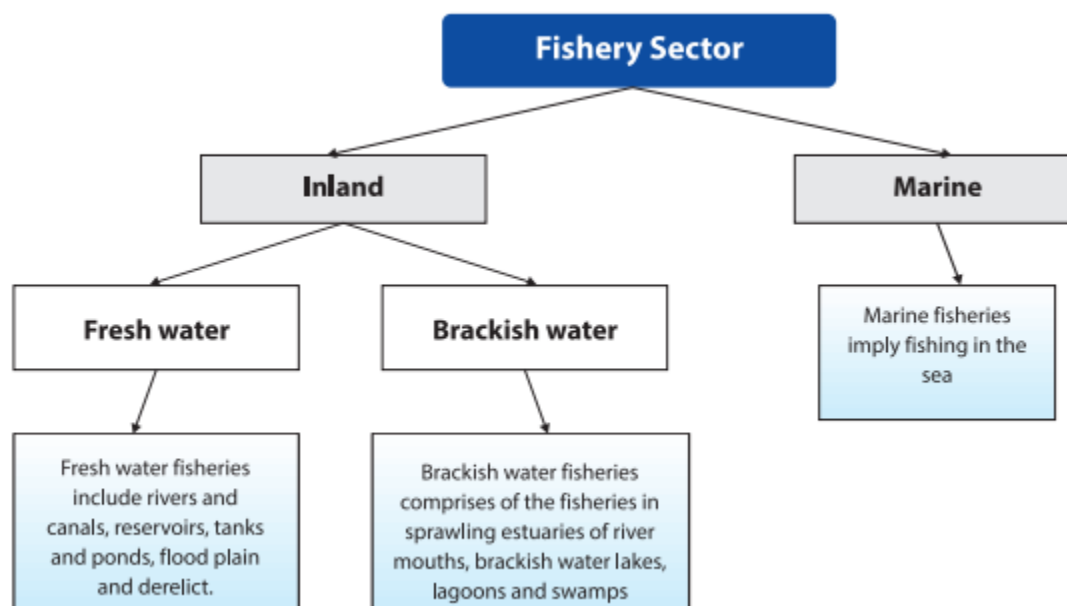 Fishery Sector
Inland
Marine
Fresh water
Brackish water
Marine fisheries
imply fishing in the
sea
Fresh water fisheries
include rivers and
canals, reservoirs, tanks
and ponds, flood plain
and derelict.
Brackish water fisheries
comprises of the fisheries in
sprawling estuaries of river
mouths, brackish water lakes,
lagoons and swamps